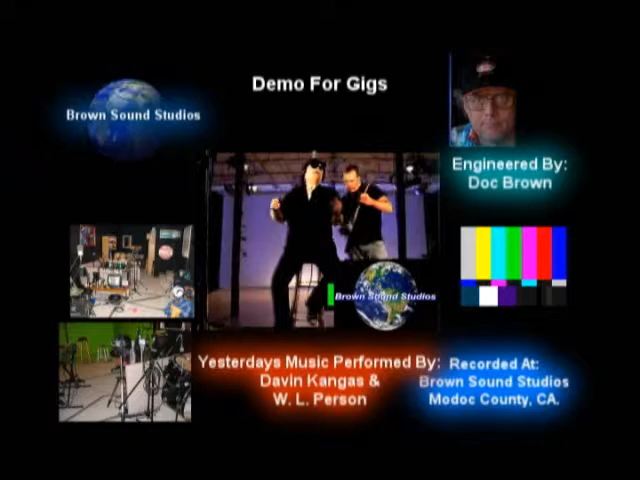 Demo For Gigs
Brown Sound Studios
Engineered By:
Doc Brown
Brown Sound Studios
Yesterdays Music Performed By:
Davin Kangas &
W. L. Person
Recorded At:
Brown Sound Studios
Modoc County, CA.